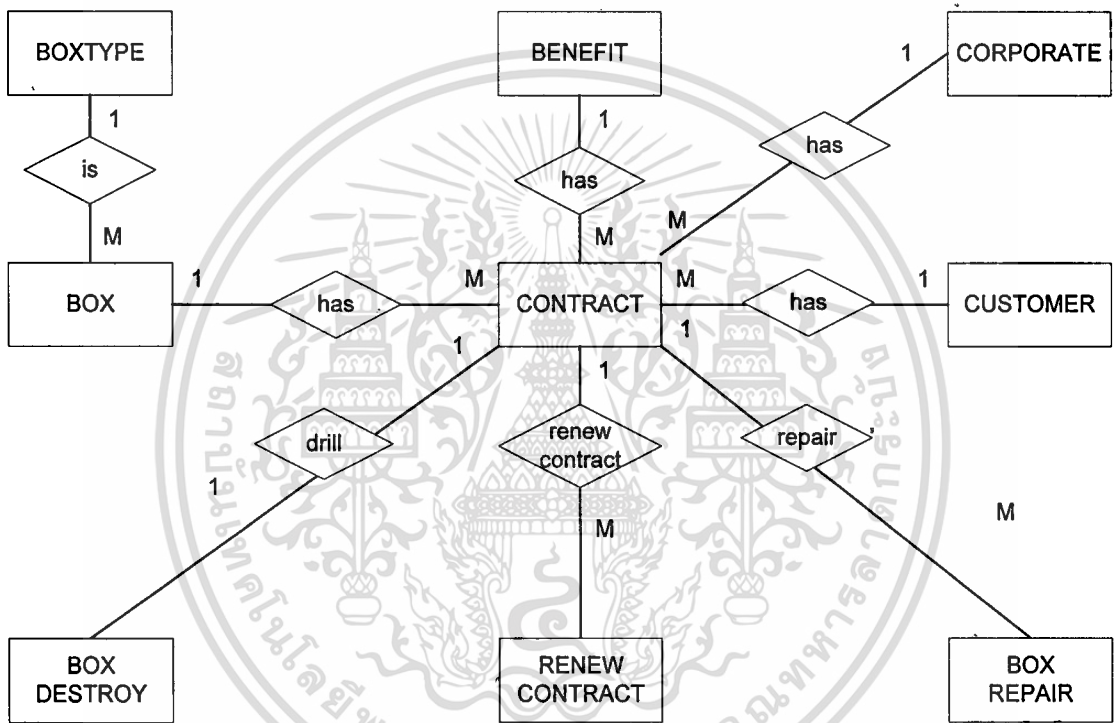 BOXTYPE
BENEFIT
CORPORATE
1
1
1
is
has
has
M
M
M
BOX
1
has
M
CONTRACT
M
has
1
CUSTOMER
1
1
1
drill
renew
contract
repair
1
M
M
BOX
DESTROY
RENEW
CONTRACT
BOX
REPAIR